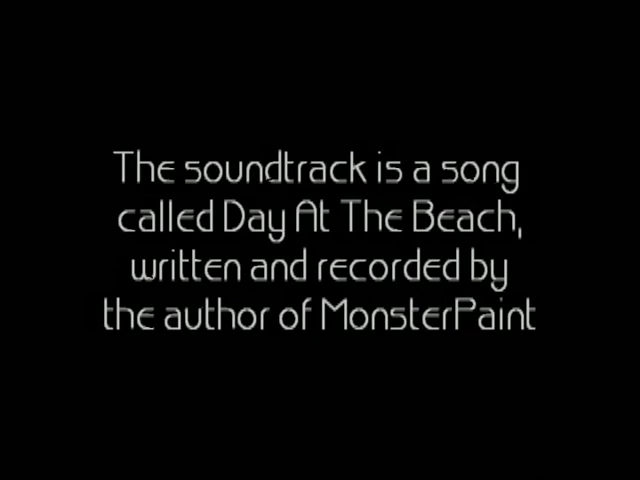 The soundtrack is a song
called Day At The Beach,
written and recorded by
the author of MonsterPaint